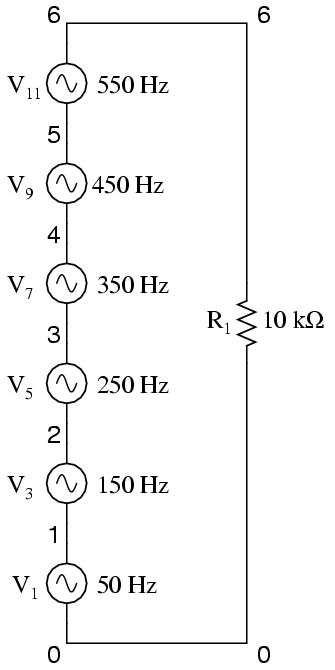 6 6
V₁₁ 550 Hz
5
V₉ 450 Hz
4
V₇ 350 Hz
R₁ 10 kΩ
3
V₅ 250 Hz
2
V₃ 150 Hz
1
V₁ 50 Hz
0 0